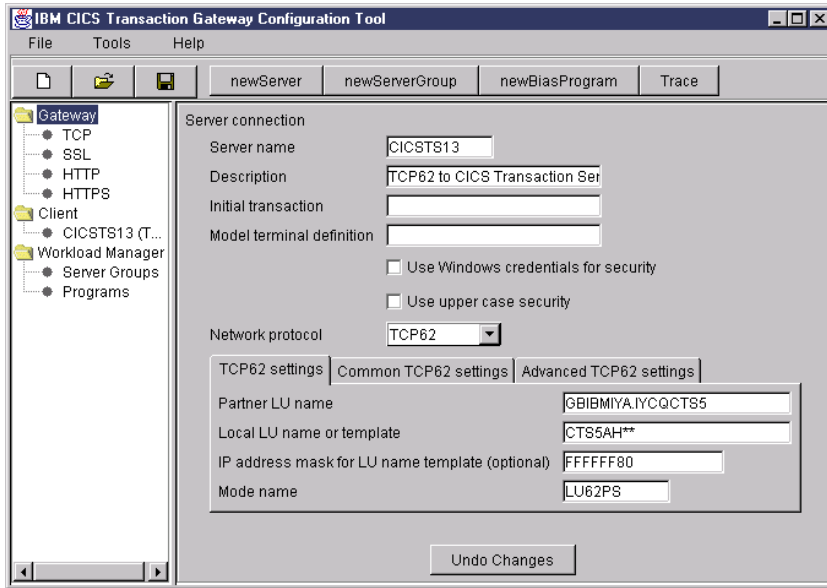 IBM CICS Transaction Gateway Configuration Tool
File Tools Help
newServer newServerGroup newBiasProgram Trace
Gateway
TCP
SSL
HTTP
HTTPS
Client
CICSTS13 (T...
Workload Manager
Server Groups
Programs
Server connection
Server name CICSTS13
Description TCP62 to CICS Transaction Ser
Initial transaction
Model terminal definition
Use Windows credentials for security
Use upper case security
Network protocol TCP62
TCP62 settings Common TCP62 settings Advanced TCP62 settings
Partner LU name GBIBMIYA.IYCQCTS5
Local LU name or template CTS5AH**
IP address mask for LU name template (optional) FFFFFF80
Mode name LU62PS
Undo Changes